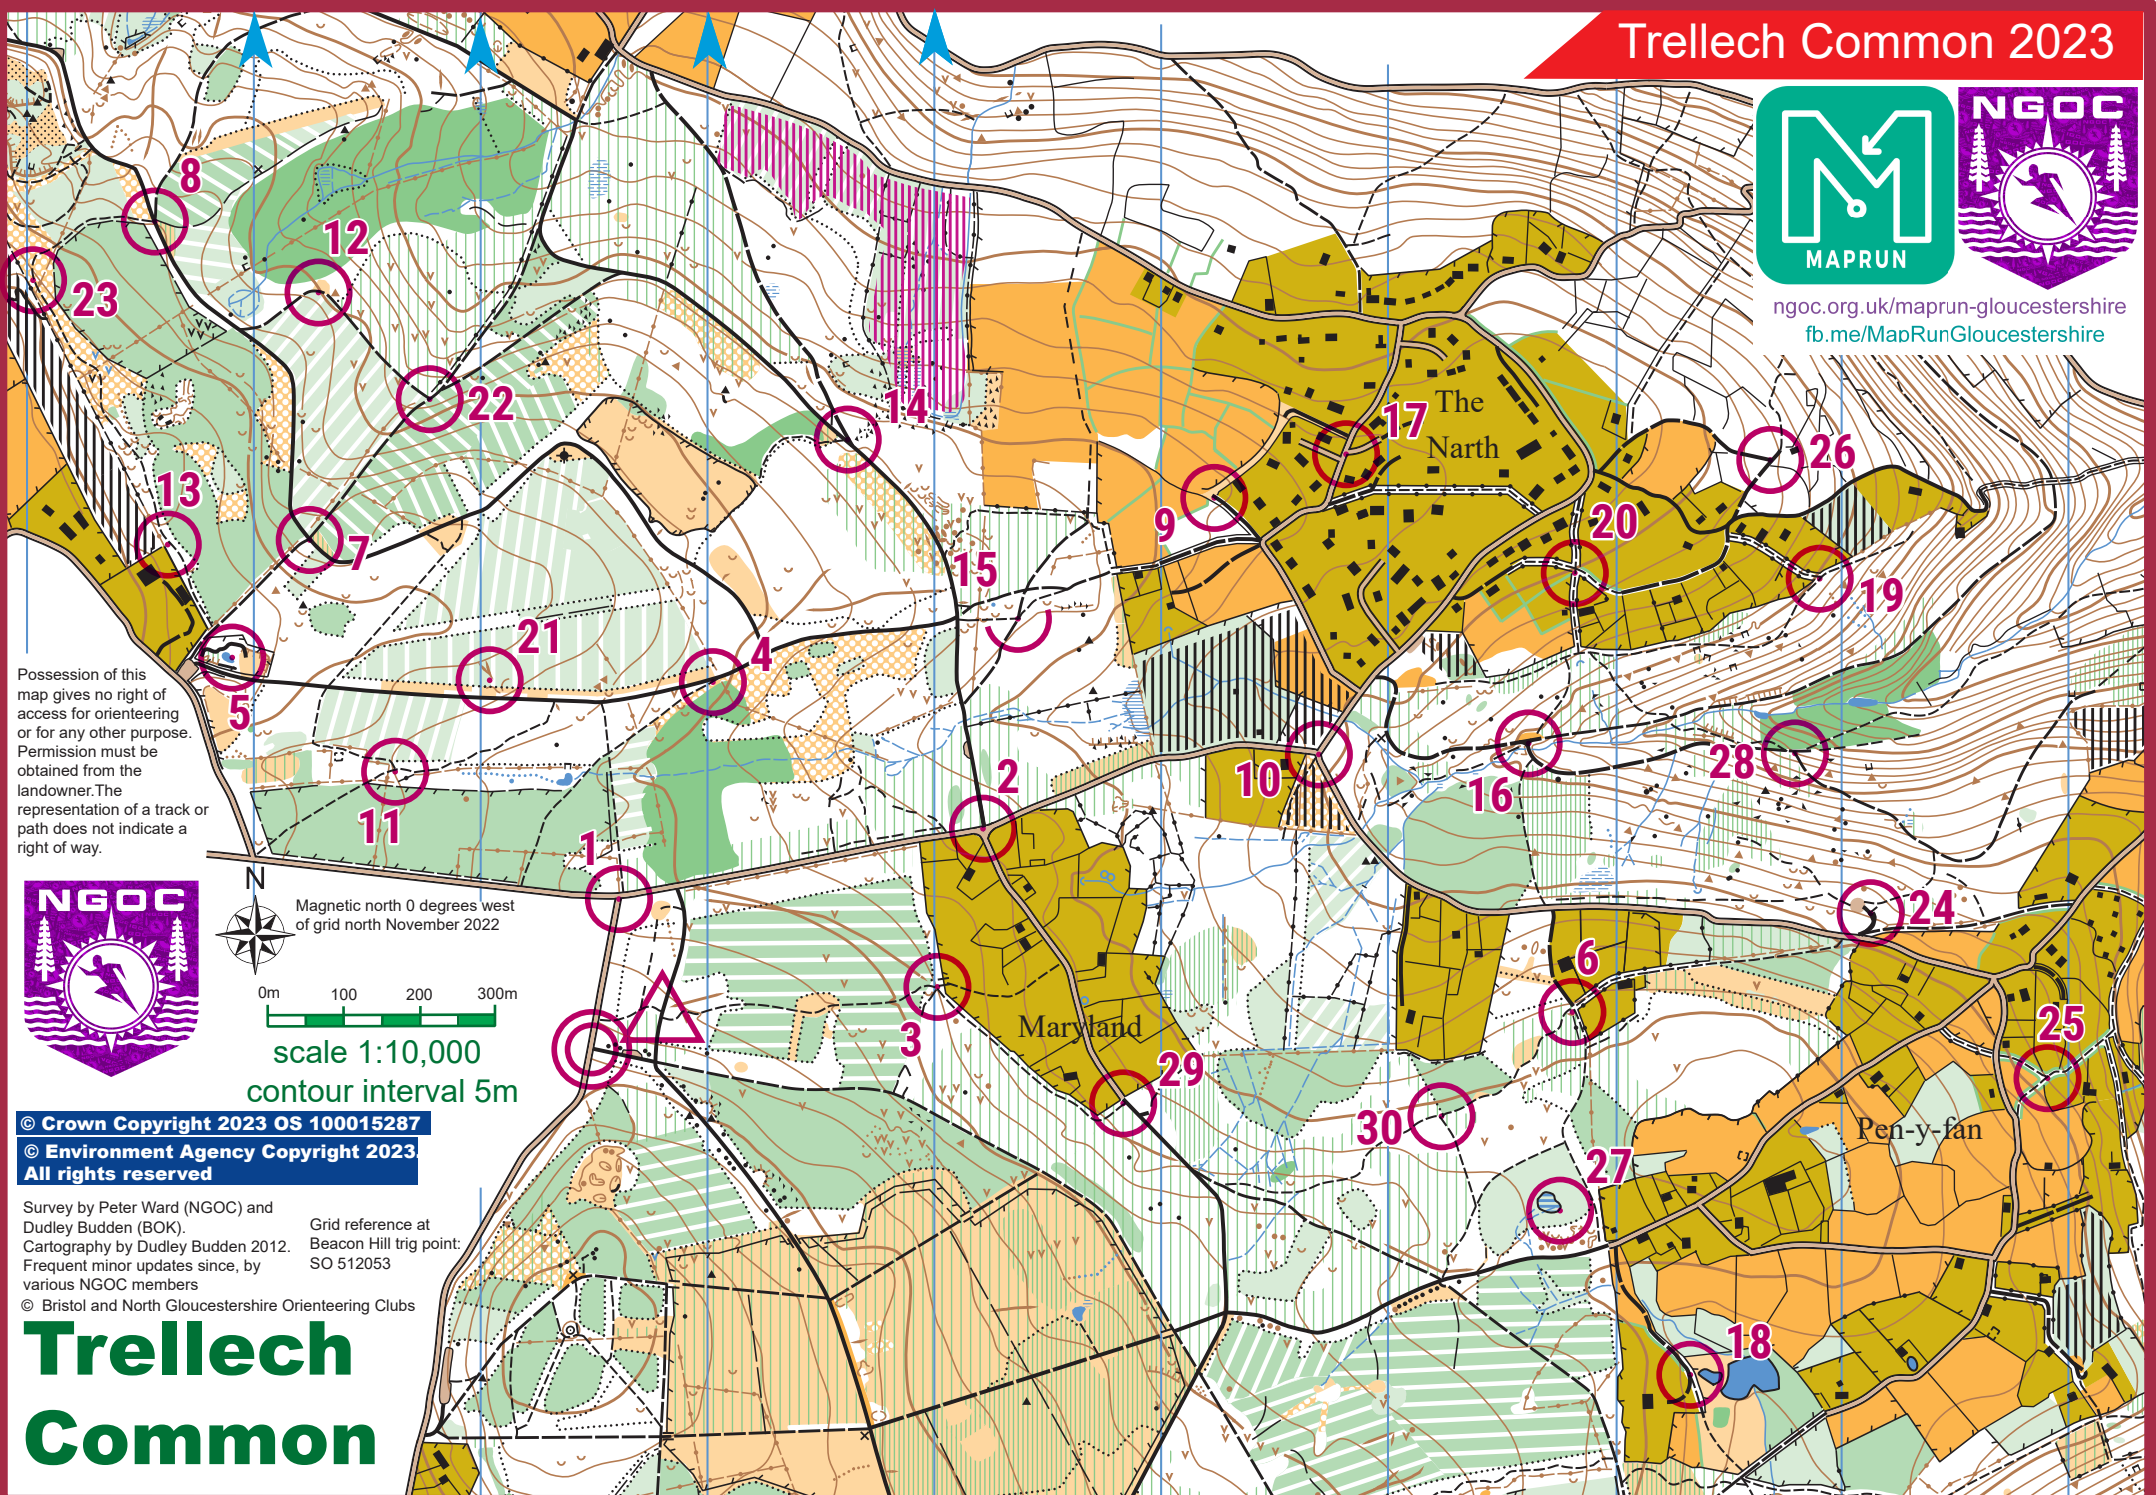 Trellech Common 2023
MAPRUN
NGOC
ngoc.org.uk/maprun-gloucestershire
fb.me/MapRunGloucestershire
8
12
23
22
14
The
Narth
17
26
13
9
20
7
15
19
21
4
5
Possession of this
map gives no right of
access for orienteering
or for any other purpose.
Permission must be
obtained from the
landowner.The
representation of a track or
path does not indicate a
right of way.
2
10
16
28
11
1
24
NGOC
N
Magnetic north 0 degrees west
of grid north November 2022
0m 100 200 300m
scale 1:10,000
contour interval 5m
6
3
Maryland
25
29
30
Pen-y-fan
27
© Crown Copyright 2023 OS 100015287
© Environment Agency Copyright 2023.
All rights reserved
Survey by Peter Ward (NGOC) and
Dudley Budden (BOK).
Cartography by Dudley Budden 2012.
Frequent minor updates since, by
various NGOC members
Grid reference at
Beacon Hill trig point:
SO 512053
© Bristol and North Gloucestershire Orienteering Clubs
18
Trellech
Common